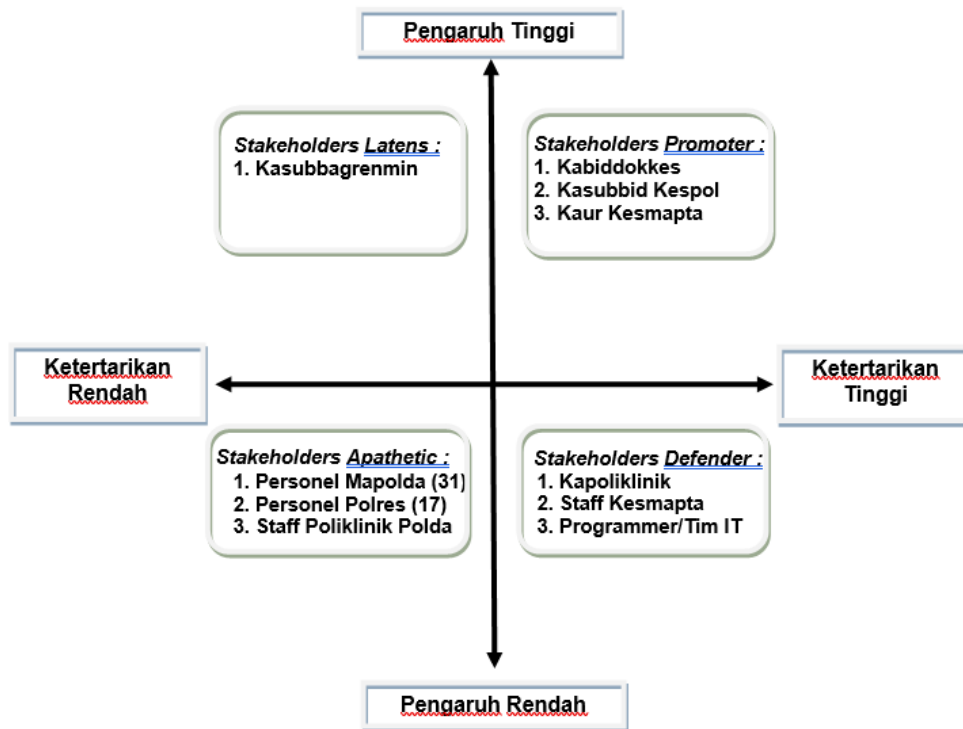 Pengaruh Tinggi
Stakeholders Latens :
1. Kasubbagrenmin
Stakeholders Promoter :
1. Kabiddokkes
2. Kasubbid Kespol
3. Kaur Kesmapta
Ketertarikan
Rendah
Ketertarikan
Tinggi
Stakeholders Apathetic :
1. Personel Mapolda (31)
2. Personel Polres (17)
3. Staff Poliklinik Polda
Stakeholders Defender :
1. Kapoliklinik
2. Staff Kesmapta
3. Programmer/Tim IT
Pengaruh Rendah